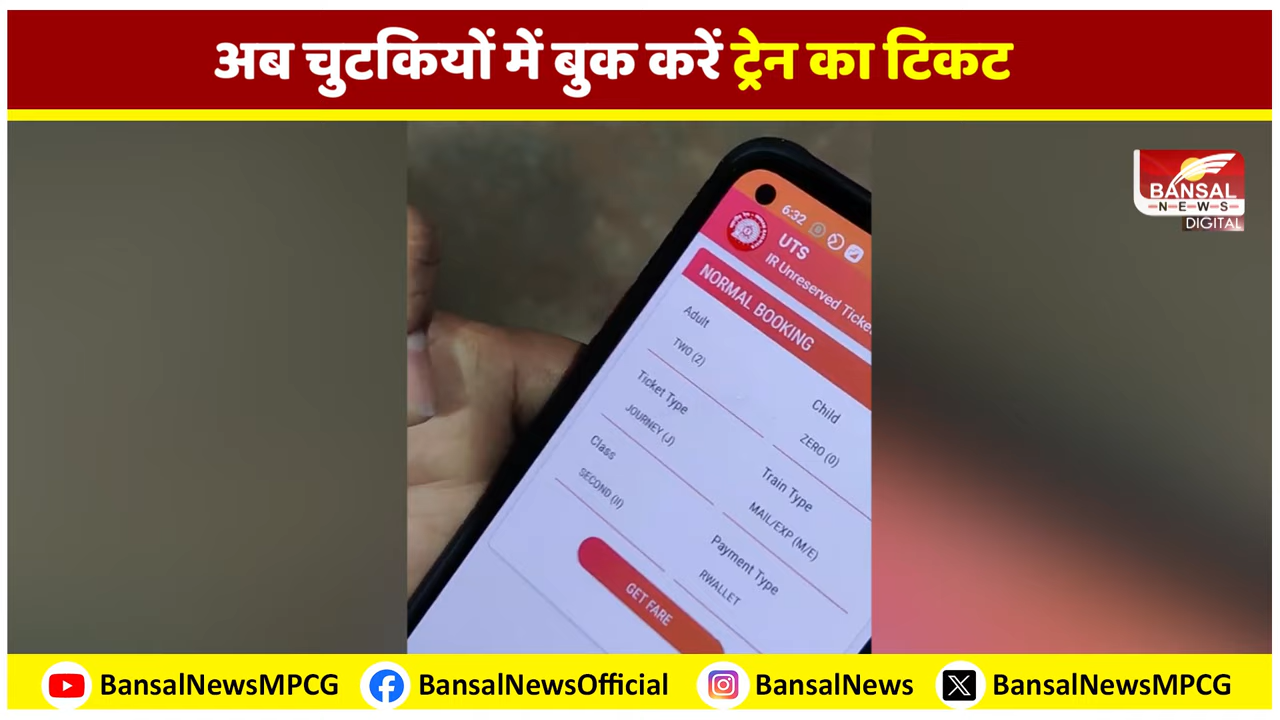 अब चुटकियों में बुक करें ट्रेन का टिकट
BANSAL
NEWS
DIGITAL
6:32
UTS
IR Unreserved Ticke
NORMAL BOOKING
Adult
TWO (2)
Child
ZERO (0)
Ticket Type
JOURNEY (J)
Train Type
MAIL/EXP (M/E)
Class
SECOND (II)
Payment Type
RWALLET
GET FARE
BansalNewsMPCG
BansalNewsOfficial
BansalNews
BansalNewsMPCG